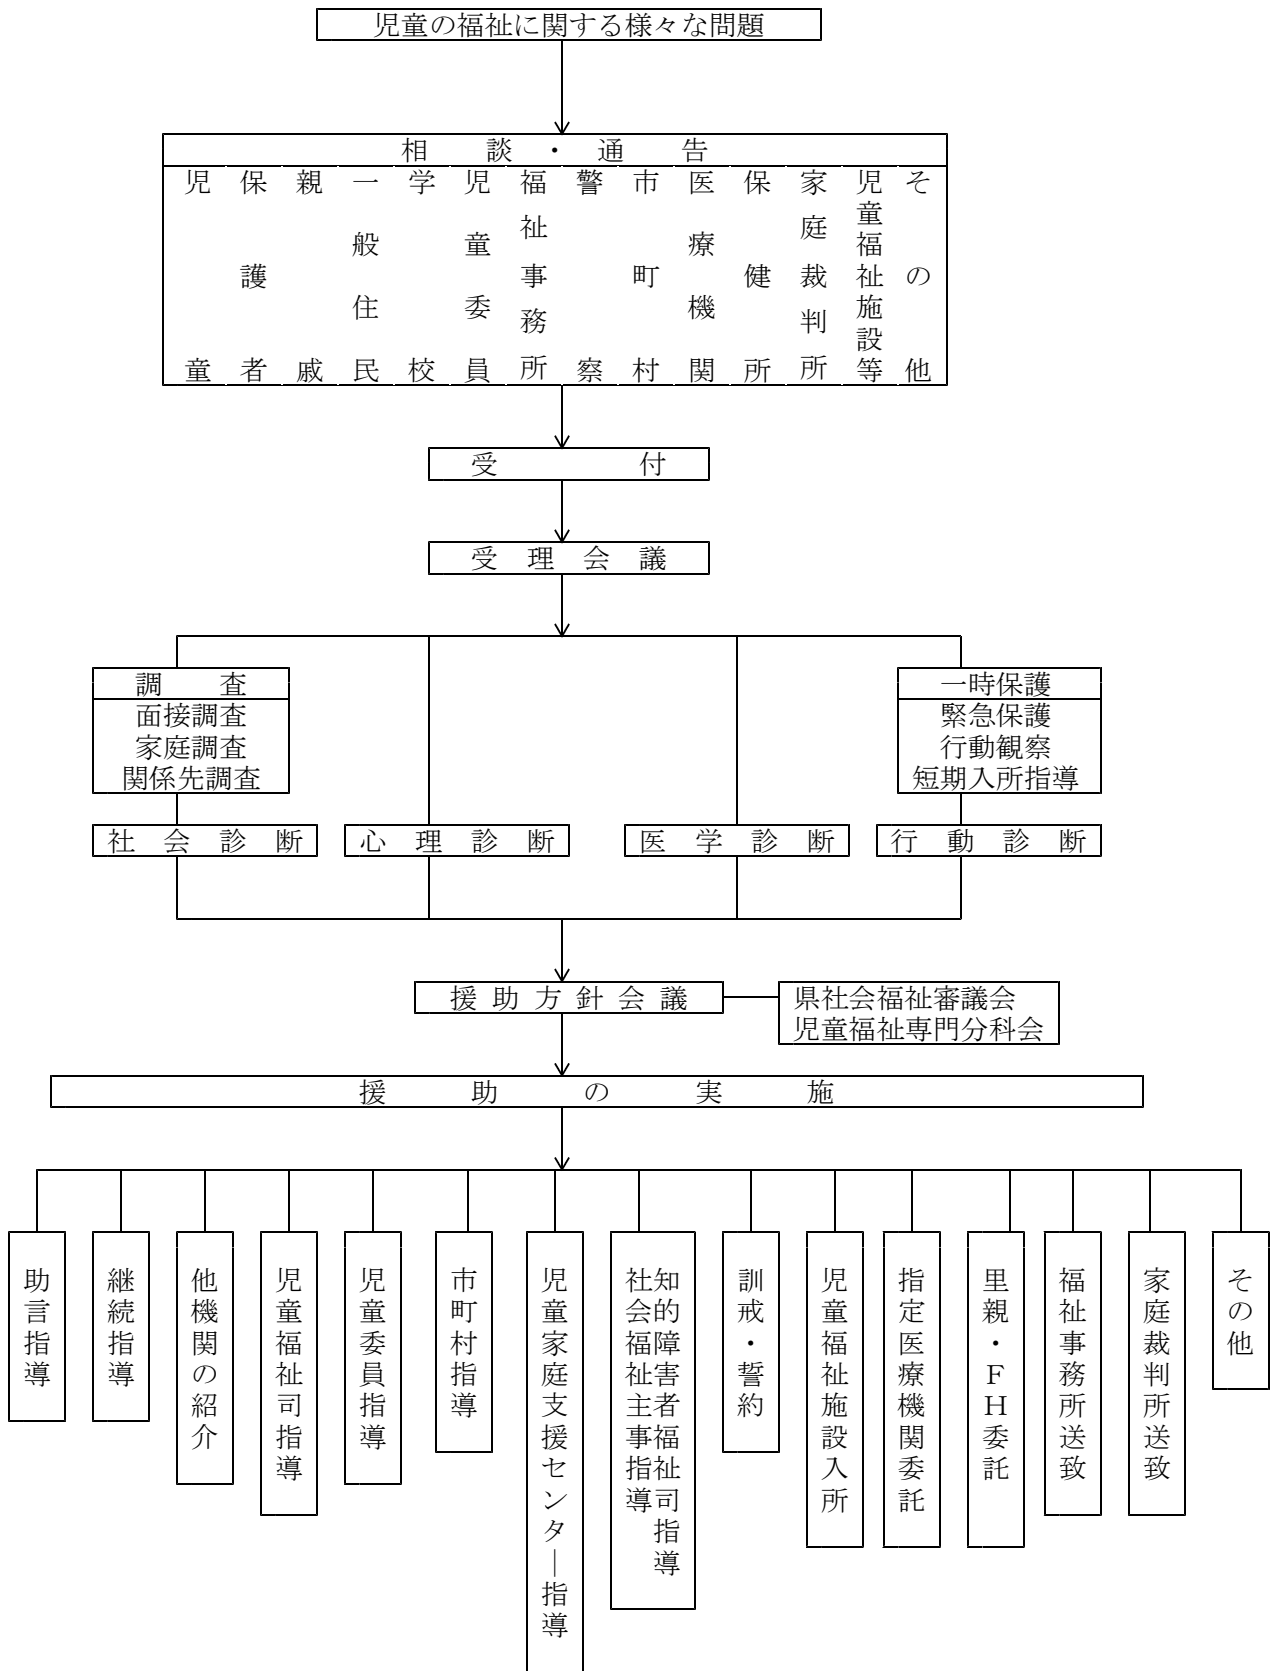 児童の福祉に関する様々な問題
相談・通告
児童
保護者
親戚
一般住民
学校
児童委員
福祉事務所
警察
市町村
医療機関
保健所
家庭裁判所
児童福祉施設等
その他
受付
受理会議
調査
面接調査
家庭調査
関係先調査
一時保護
緊急保護
行動観察
短期入所指導
社会診断
心理診断
医学診断
行動診断
援助方針会議
県社会福祉審議会
児童福祉専門分科会
援助の実施
助言指導
継続指導
他機関の紹介
児童福祉司指導
児童委員指導
市町村指導
児童家庭支援センター指導
知的障害者福祉司指導
社会福祉主事指導
訓戒・誓約
児童福祉施設入所
指定医療機関委託
里親・FH委託
福祉事務所送致
家庭裁判所送致
その他